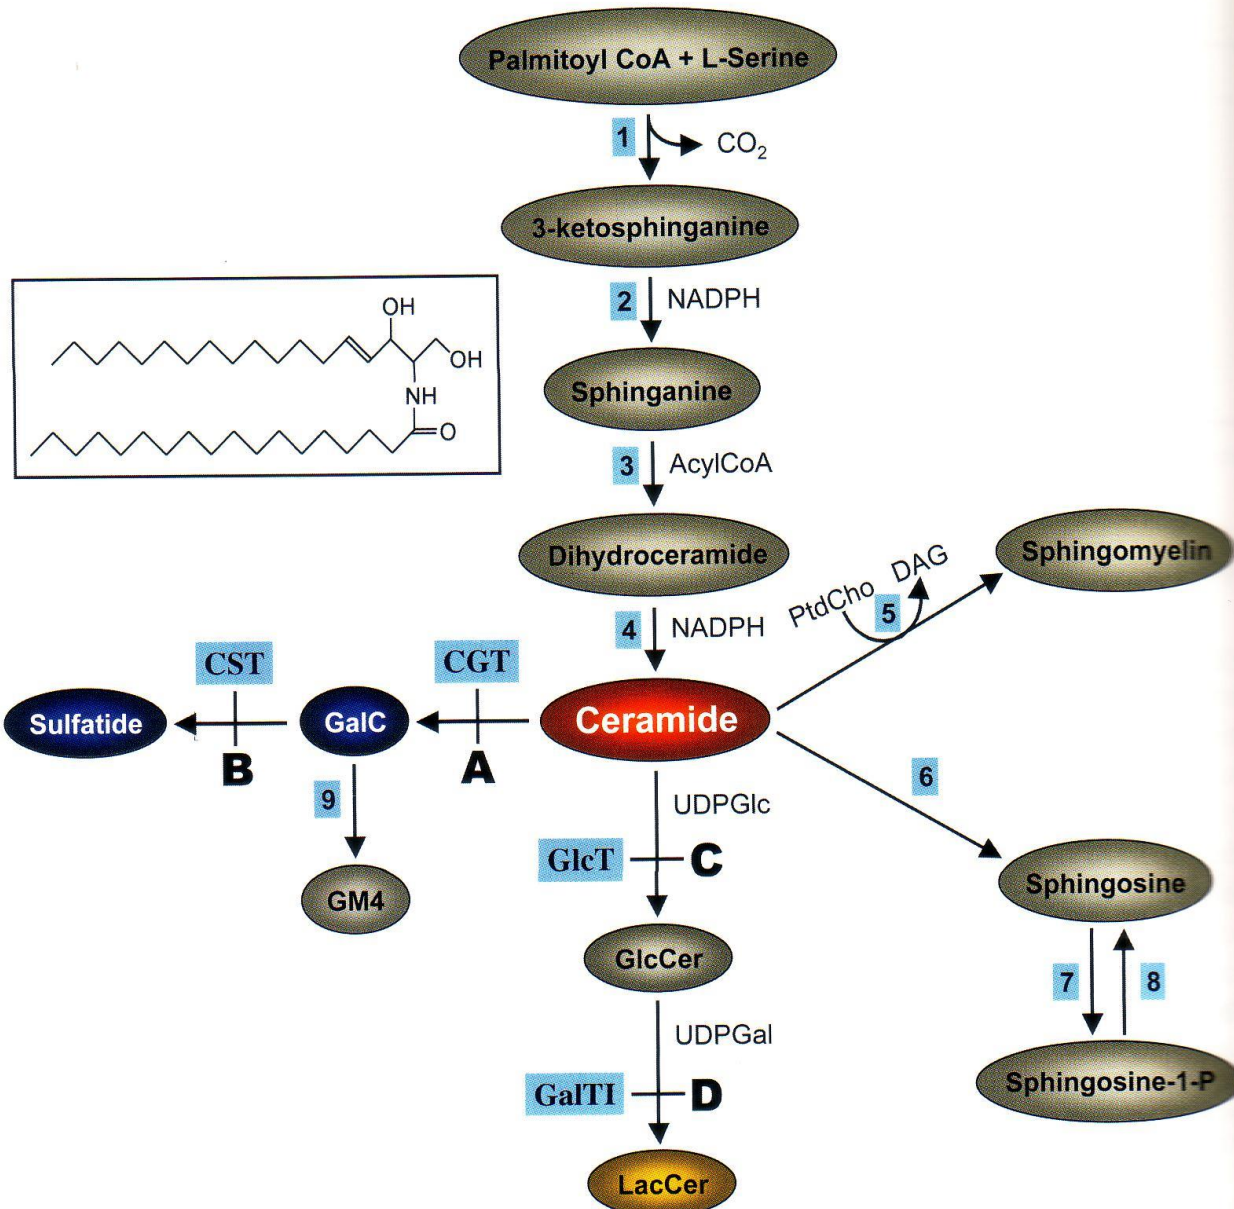 Palmitoyl CoA + L-Serine
1
CO2
3-ketosphinganine
2 NADPH
OH
OH
NH
O
Sphinganine
3 AcylCoA
Dihydroceramide
Sphingomyelin
PtdCho
DAG
5
4 NADPH
CST
CGT
Sulfatide
GalC
Ceramide
B
A
9
6
UDPGlc
GlcT
C
GM4
Sphingosine
GlcCer
7
8
UDPGal
Sphingosine-1-P
GalTI
D
LacCer